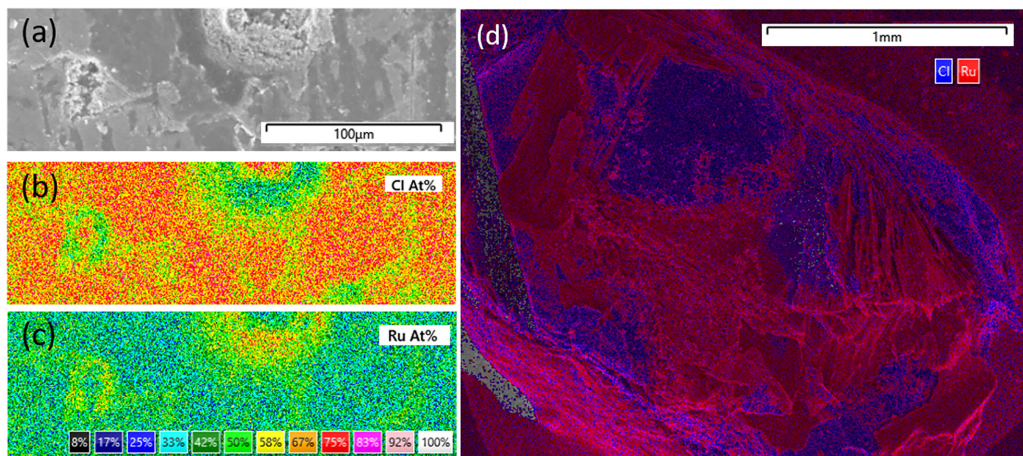 (a)
100µm
(b)
Cl At%
(c)
Ru At%
8% 17% 25% 33% 42% 50% 58% 67% 75% 83% 92% 100%
(d)
1mm
Cl Ru